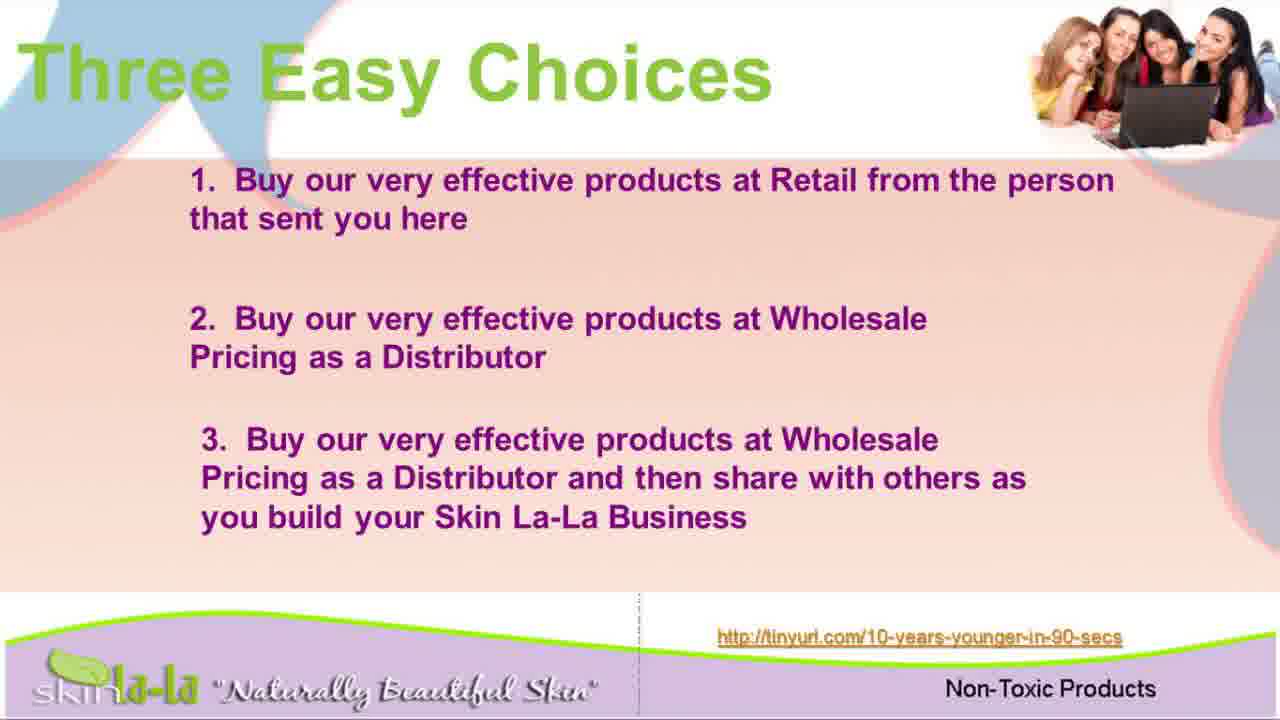 Three Easy Choices
1. Buy our very effective products at Retail from the person
that sent you here
2. Buy our very effective products at Wholesale
Pricing as a Distributor
3. Buy our very effective products at Wholesale
Pricing as a Distributor and then share with others as
you build your Skin La-La Business
http://tinyurl.com/10-years-younger-in-90-secs
skin la-la "Naturally Beautiful Skin"
Non-Toxic Products